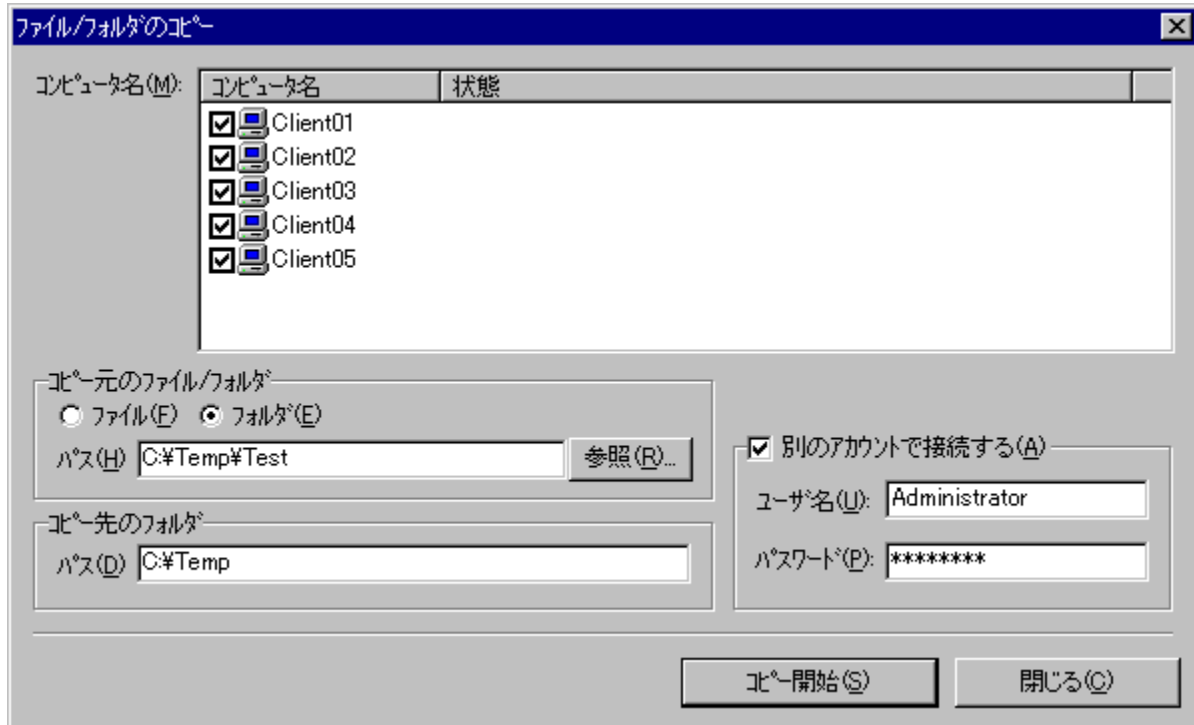 ﾌｧｲﾙ/ﾌｫﾙﾀﾞのｺﾋﾟｰ
ｺﾝﾋﾟｭｰﾀ名(M):
ｺﾝﾋﾟｭｰﾀ名 状態
Client01
Client02
Client03
Client04
Client05
ｺﾋﾟｰ元のﾌｧｲﾙ/ﾌｫﾙﾀﾞ
ﾌｧｲﾙ(F) ﾌｫﾙﾀﾞ(E)
ﾊﾟｽ(H) C:¥Temp¥Test 参照(R)...
ｺﾋﾟｰ先のﾌｫﾙﾀﾞ
ﾊﾟｽ(D) C:¥Temp
別のｱｶｳﾝﾄで接続する(A)
ﾕｰｻﾞ名(U): Administrator
ﾊﾟｽﾜｰﾄﾞ(P): ********
ｺﾋﾟｰ開始(S) 閉じる(C)